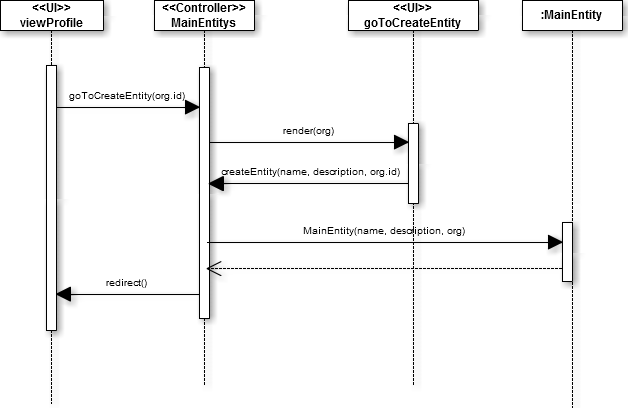 <<UI>>
viewProfile
<<Controller>>
MainEntitys
<<UI>>
goToCreateEntity
:MainEntity
goToCreateEntity(org.id)
render(org)
createEntity(name, description, org.id)
MainEntity(name, description, org)
redirect()